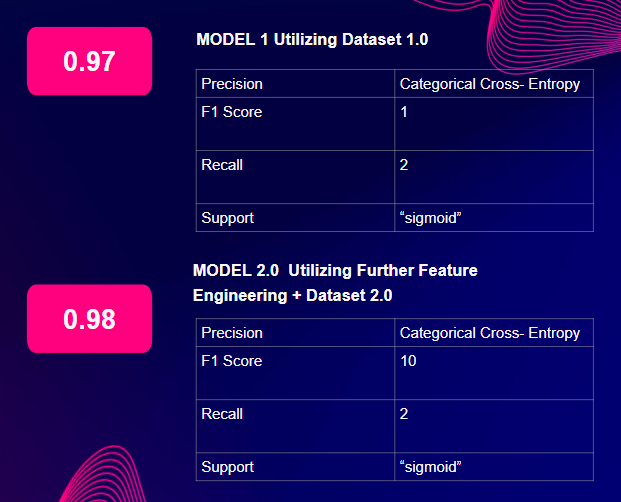 0.97
MODEL 1 Utilizing Dataset 1.0
Precision Categorical Cross- Entropy
F1 Score 1
Recall 2
Support “sigmoid”
0.98
MODEL 2.0  Utilizing Further Feature
Engineering + Dataset 2.0
Precision Categorical Cross- Entropy
F1 Score 10
Recall 2
Support “sigmoid”